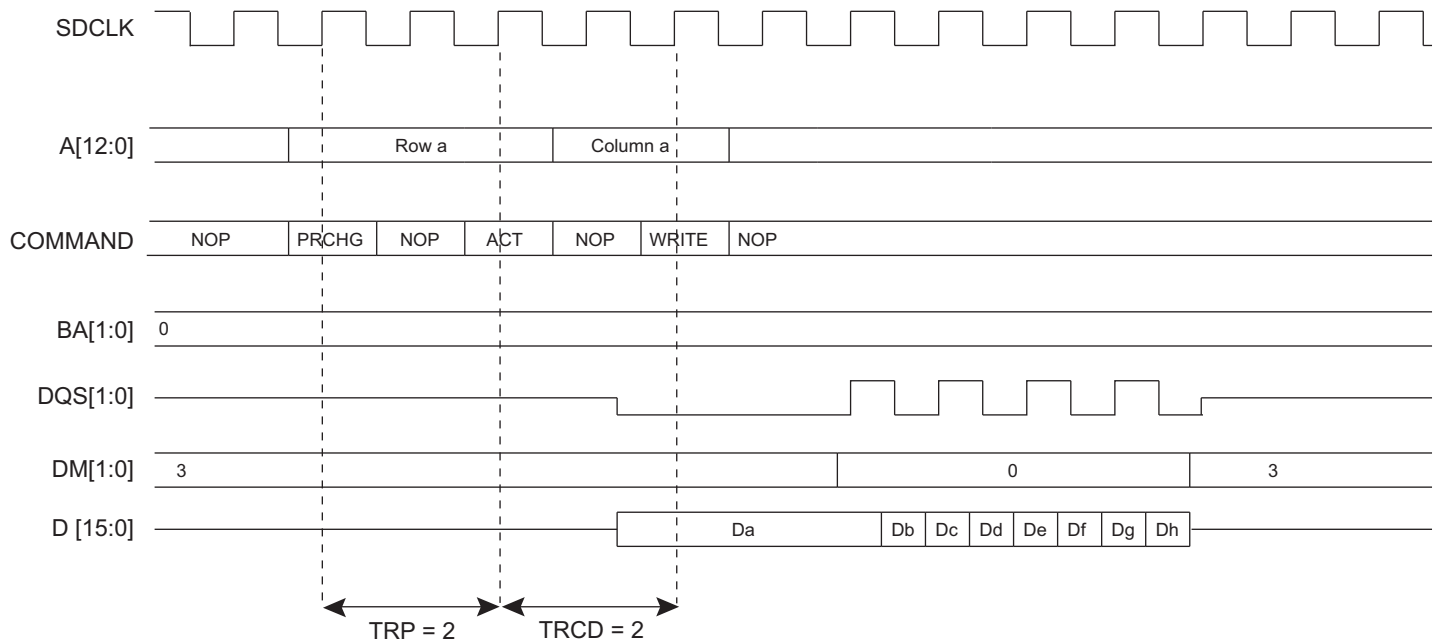 SDCLK
A[12:0] Row a Column a
COMMAND NOP PRCHG NOP ACT NOP WRITE NOP
BA[1:0] 0
DQS[1:0]
DM[1:0] 3 0 3
D [15:0] Da Db Dc Dd De Df Dg Dh
TRP = 2 TRCD = 2